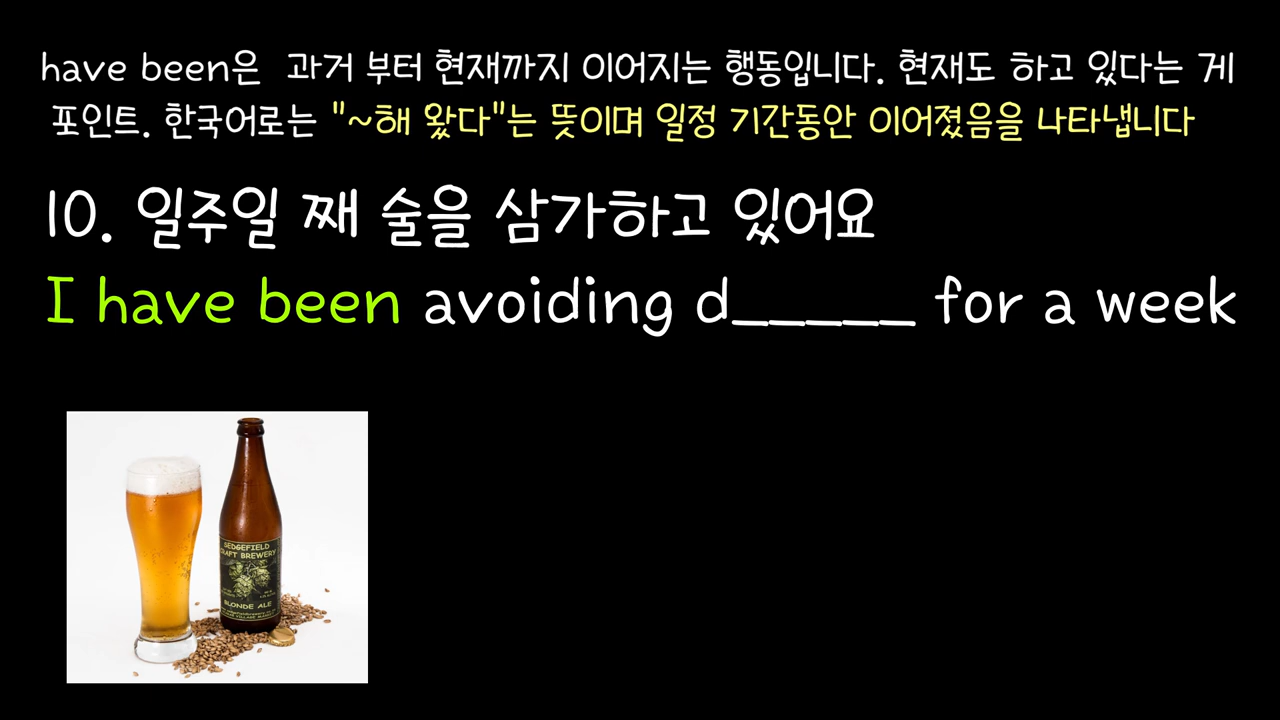 have been은 과거 부터 현재까지 이어지는 행동입니다. 현재도 하고 있다는 게
포인트. 한국어로는 "~해 왔다"는 뜻이며 일정 기간동안 이어졌음을 나타냅니다
10. 일주일 째 술을 삼가하고 있어요
I have been avoiding d_____ for a week
SEDGEFIELD
CRAFT BREWERY
BLONDE ALE